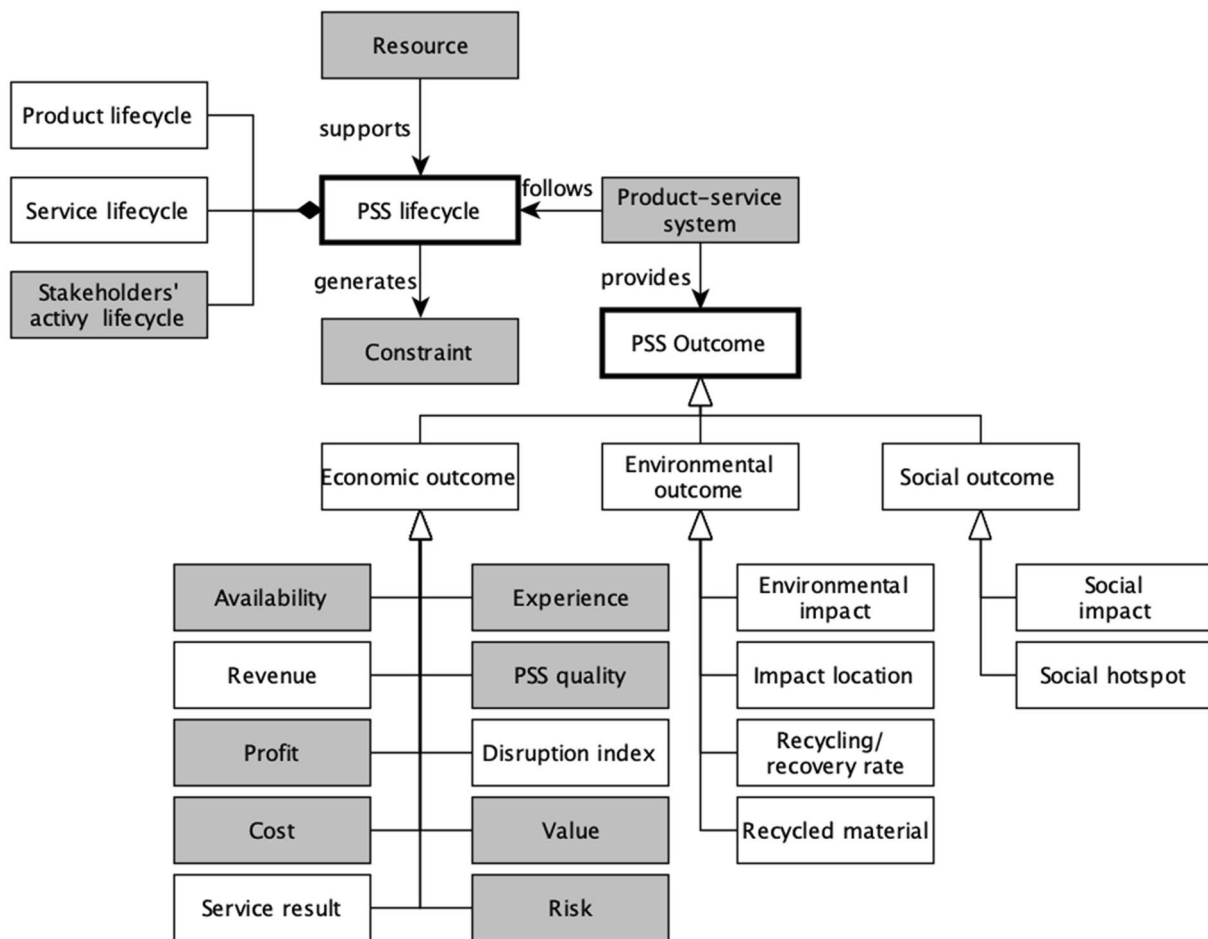 Resource
Product lifecycle
supports
Service lifecycle
PSS lifecycle
follows
Product-service
system
Stakeholders'
activy lifecycle
generates
provides
Constraint
PSS Outcome
Economic outcome
Environmental
outcome
Social outcome
Availability
Experience
Environmental
impact
Social
impact
Revenue
PSS quality
Impact location
Social hotspot
Profit
Disruption index
Recycling/
recovery rate
Cost
Value
Recycled material
Service result
Risk